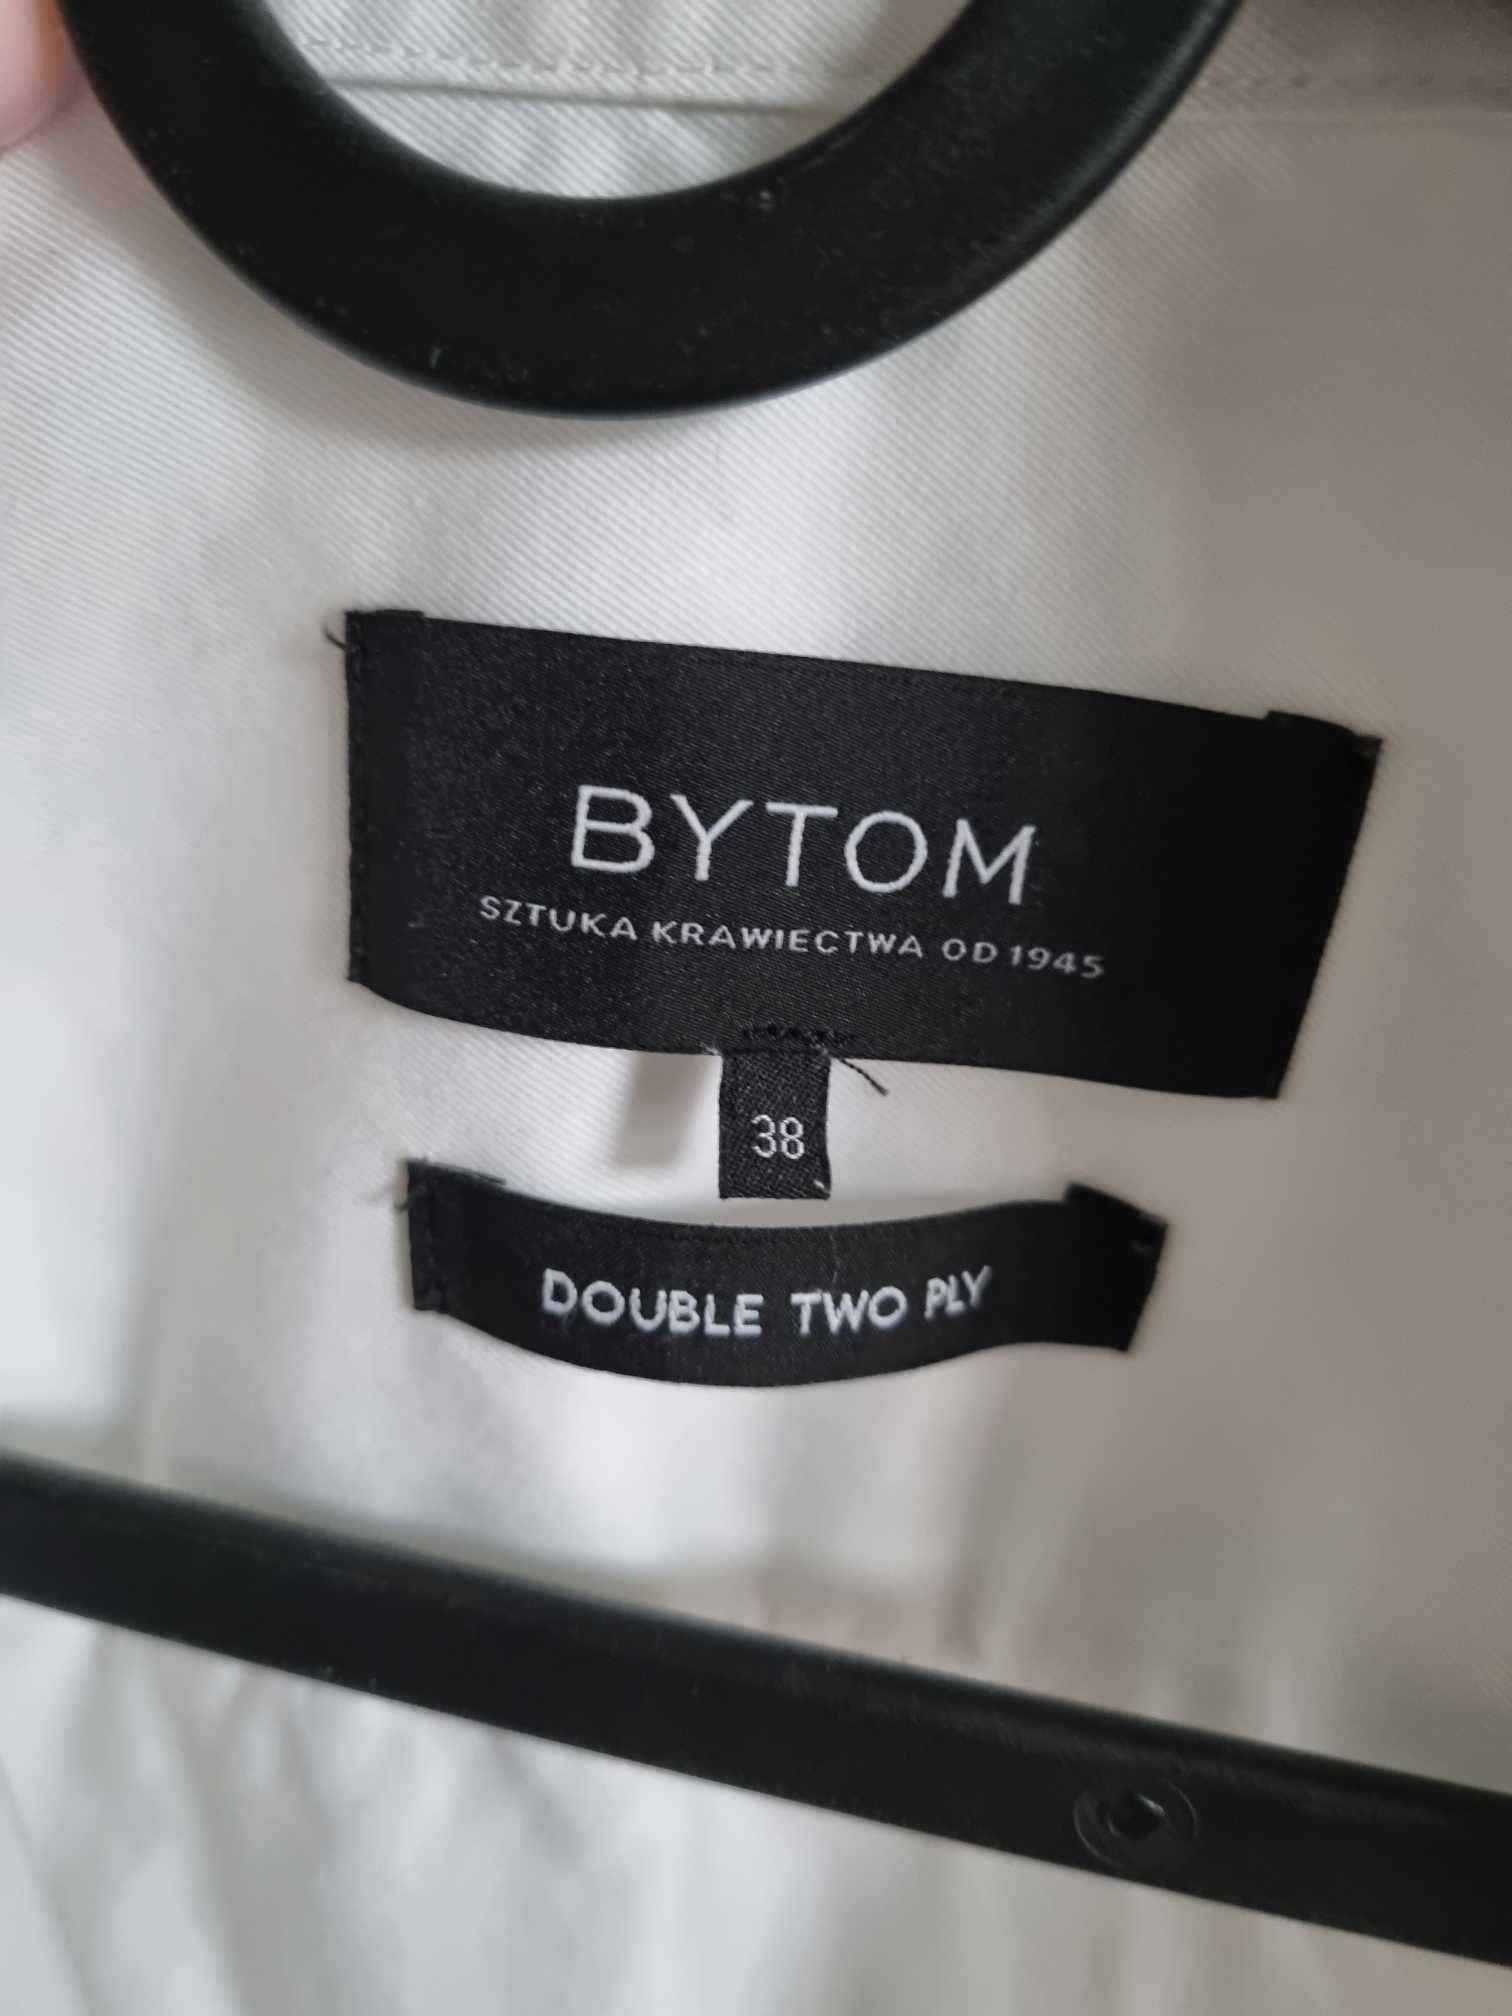 BYTOM
SZTUKA KRAWIECTWA OD 1945
38
DOUBLE TWO PLY